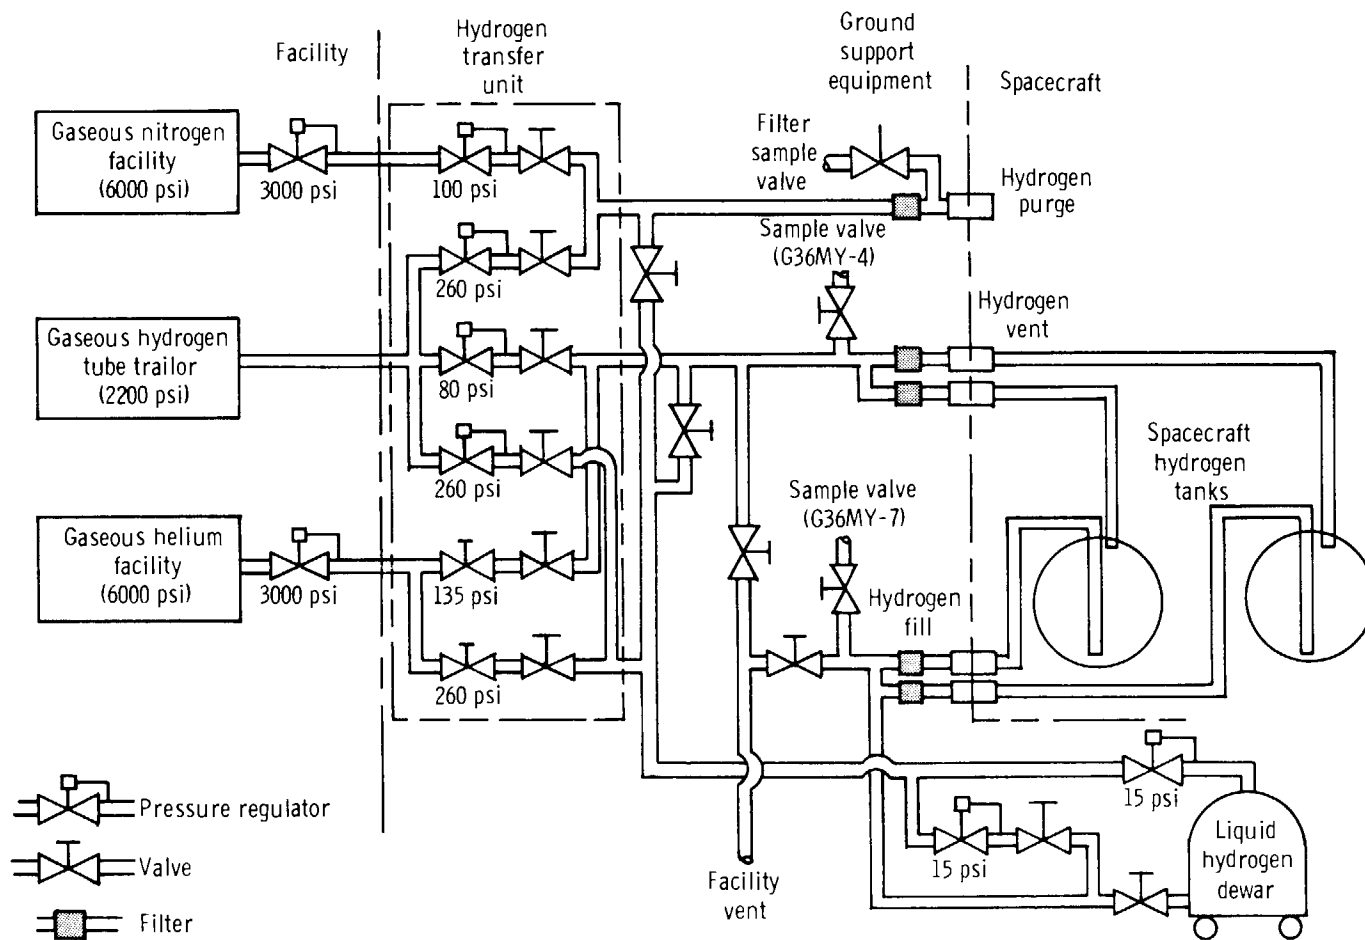 Facility
Hydrogen
transfer
unit
Ground
support
equipment
Spacecraft
Gaseous nitrogen
facility
(6000 psi)
3000 psi
100 psi
Filter
sample
valve
Hydrogen
purge
Sample valve
(G36MY-4)
260 psi
Hydrogen
vent
Gaseous hydrogen
tube trailor
(2200 psi)
80 psi
260 psi
Spacecraft
hydrogen
tanks
Sample valve
(G36MY-7)
Gaseous helium
facility
(6000 psi)
3000 psi
135 psi
Hydrogen
fill
260 psi
15 psi
15 psi
Liquid
hydrogen
dewar
Facility
vent
Pressure regulator
Valve
Filter